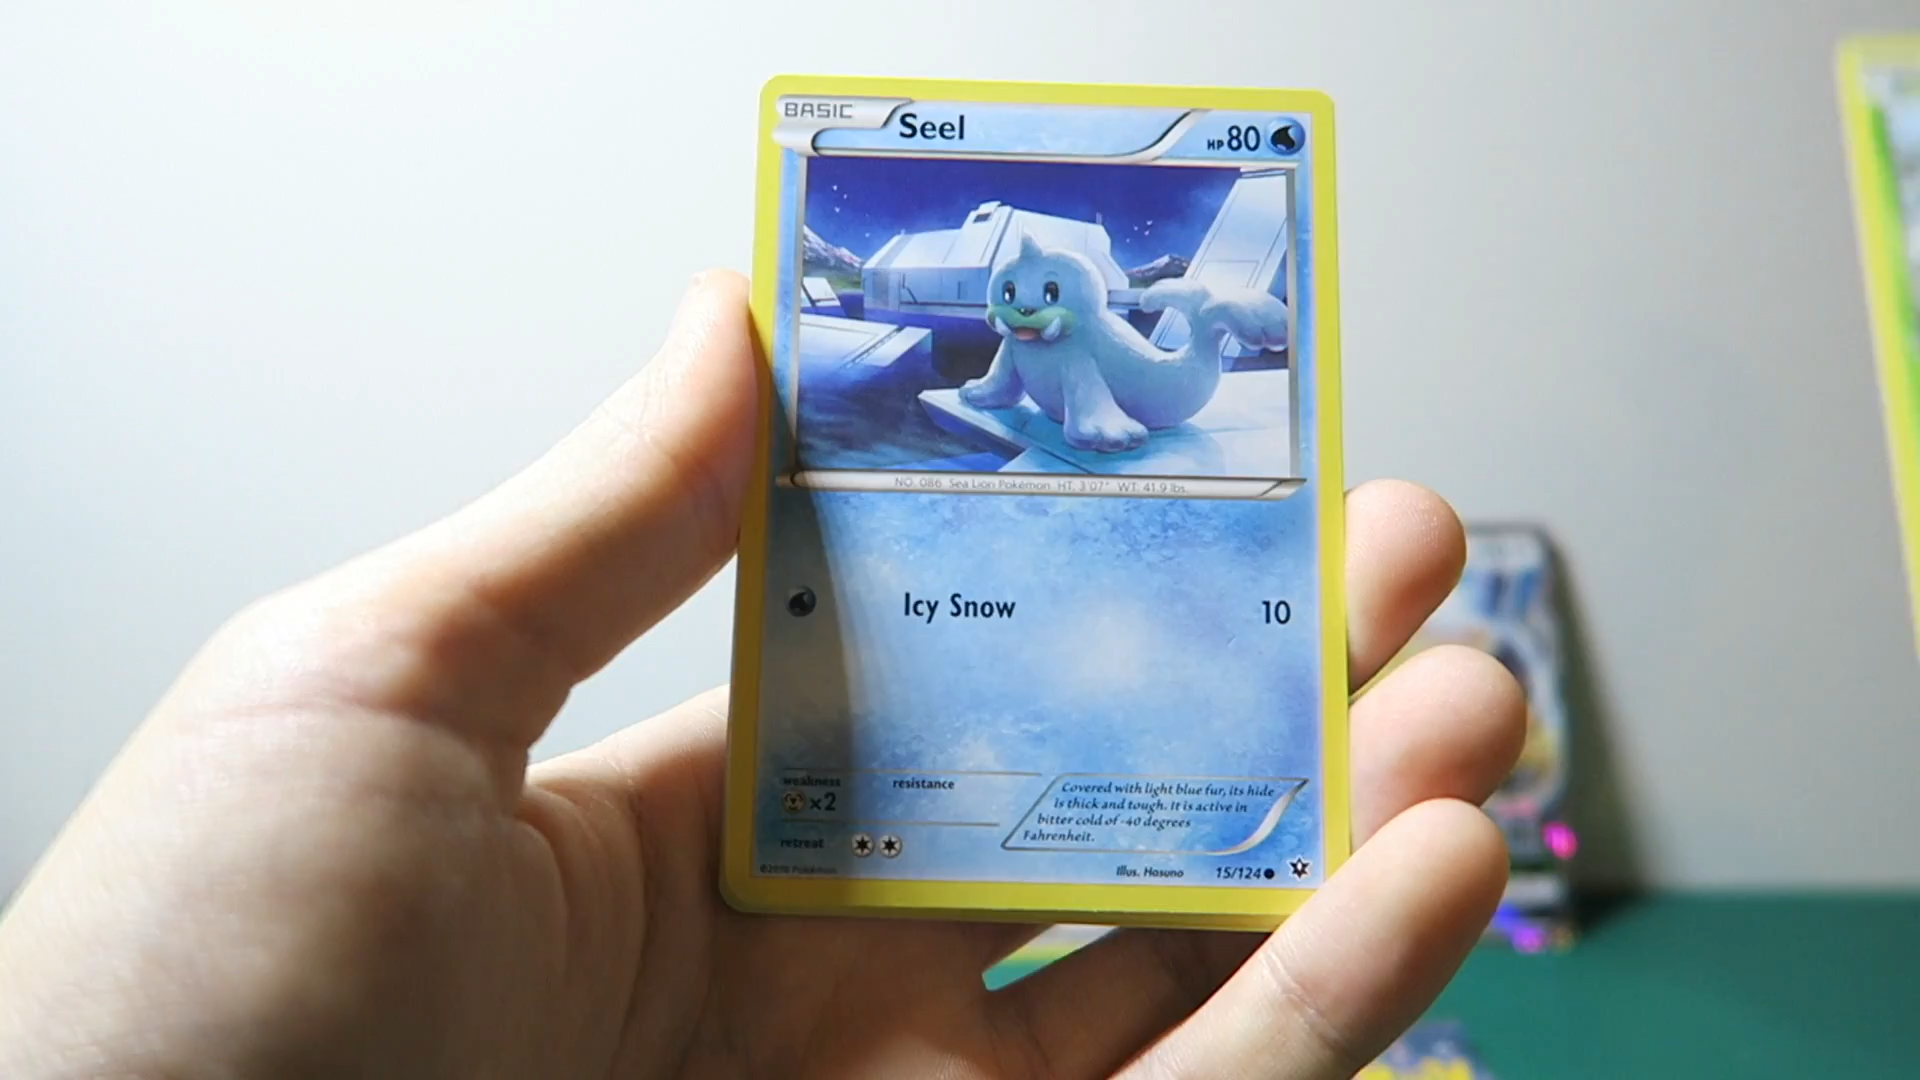 BASIC
Seel
HP 80
NO. 086 Sea Lion Pokémon HT: 3'07" WT: 41.9 lbs.
Icy Snow 10
weakness resistance
×2
Covered with light blue fur, its hide
is thick and tough. It is active in
bitter cold of -40 degrees
Fahrenheit.
retreat
©2016 Pokémon
Illus. Hasuno 15/124